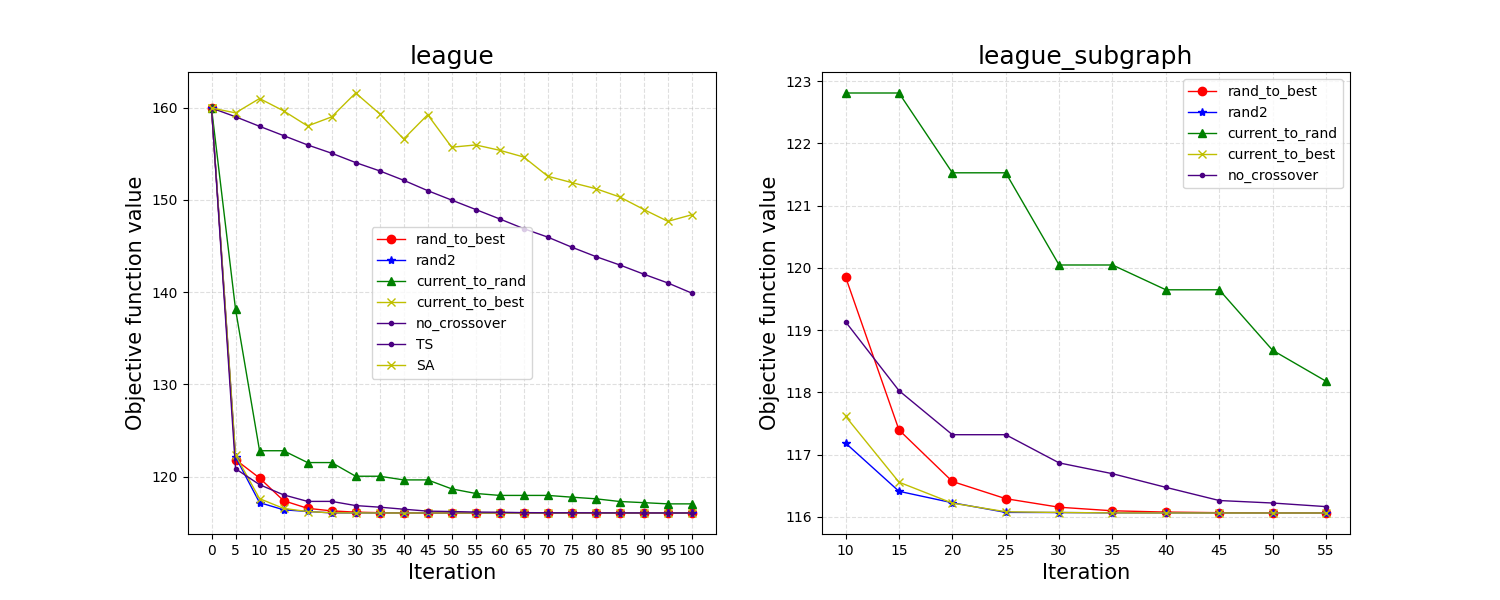 league
Objective function value
160
150
140
130
120
rand_to_best
rand2
current_to_rand
current_to_best
no_crossover
TS
SA
0 5 10 15 20 25 30 35 40 45 50 55 60 65 70 75 80 85 90 95 100
Iteration
league_subgraph
Objective function value
123
122
121
120
119
118
117
116
rand_to_best
rand2
current_to_rand
current_to_best
no_crossover
10 15 20 25 30 35 40 45 50 55
Iteration